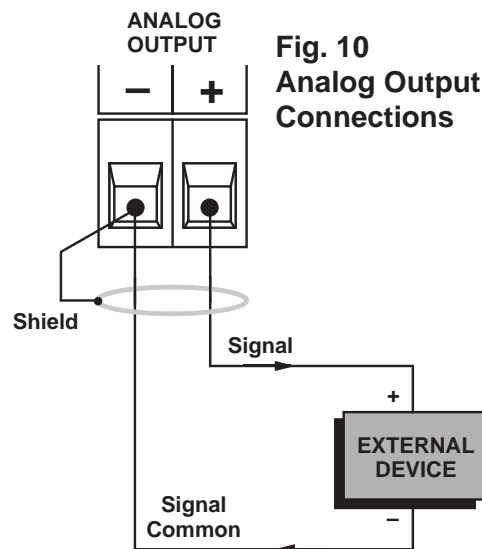 ANALOG
OUTPUT
Fig. 10
Analog Output
Connections
– +
Shield
Signal
+
EXTERNAL
DEVICE
–
Signal
Common